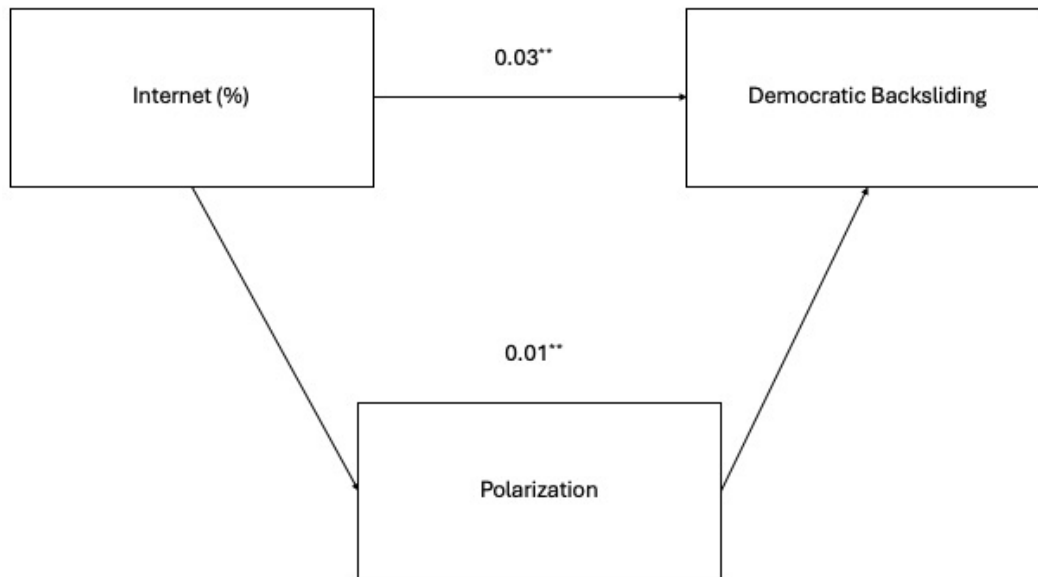 0.03**
Internet (%)
Democratic Backsliding
0.01**
Polarization